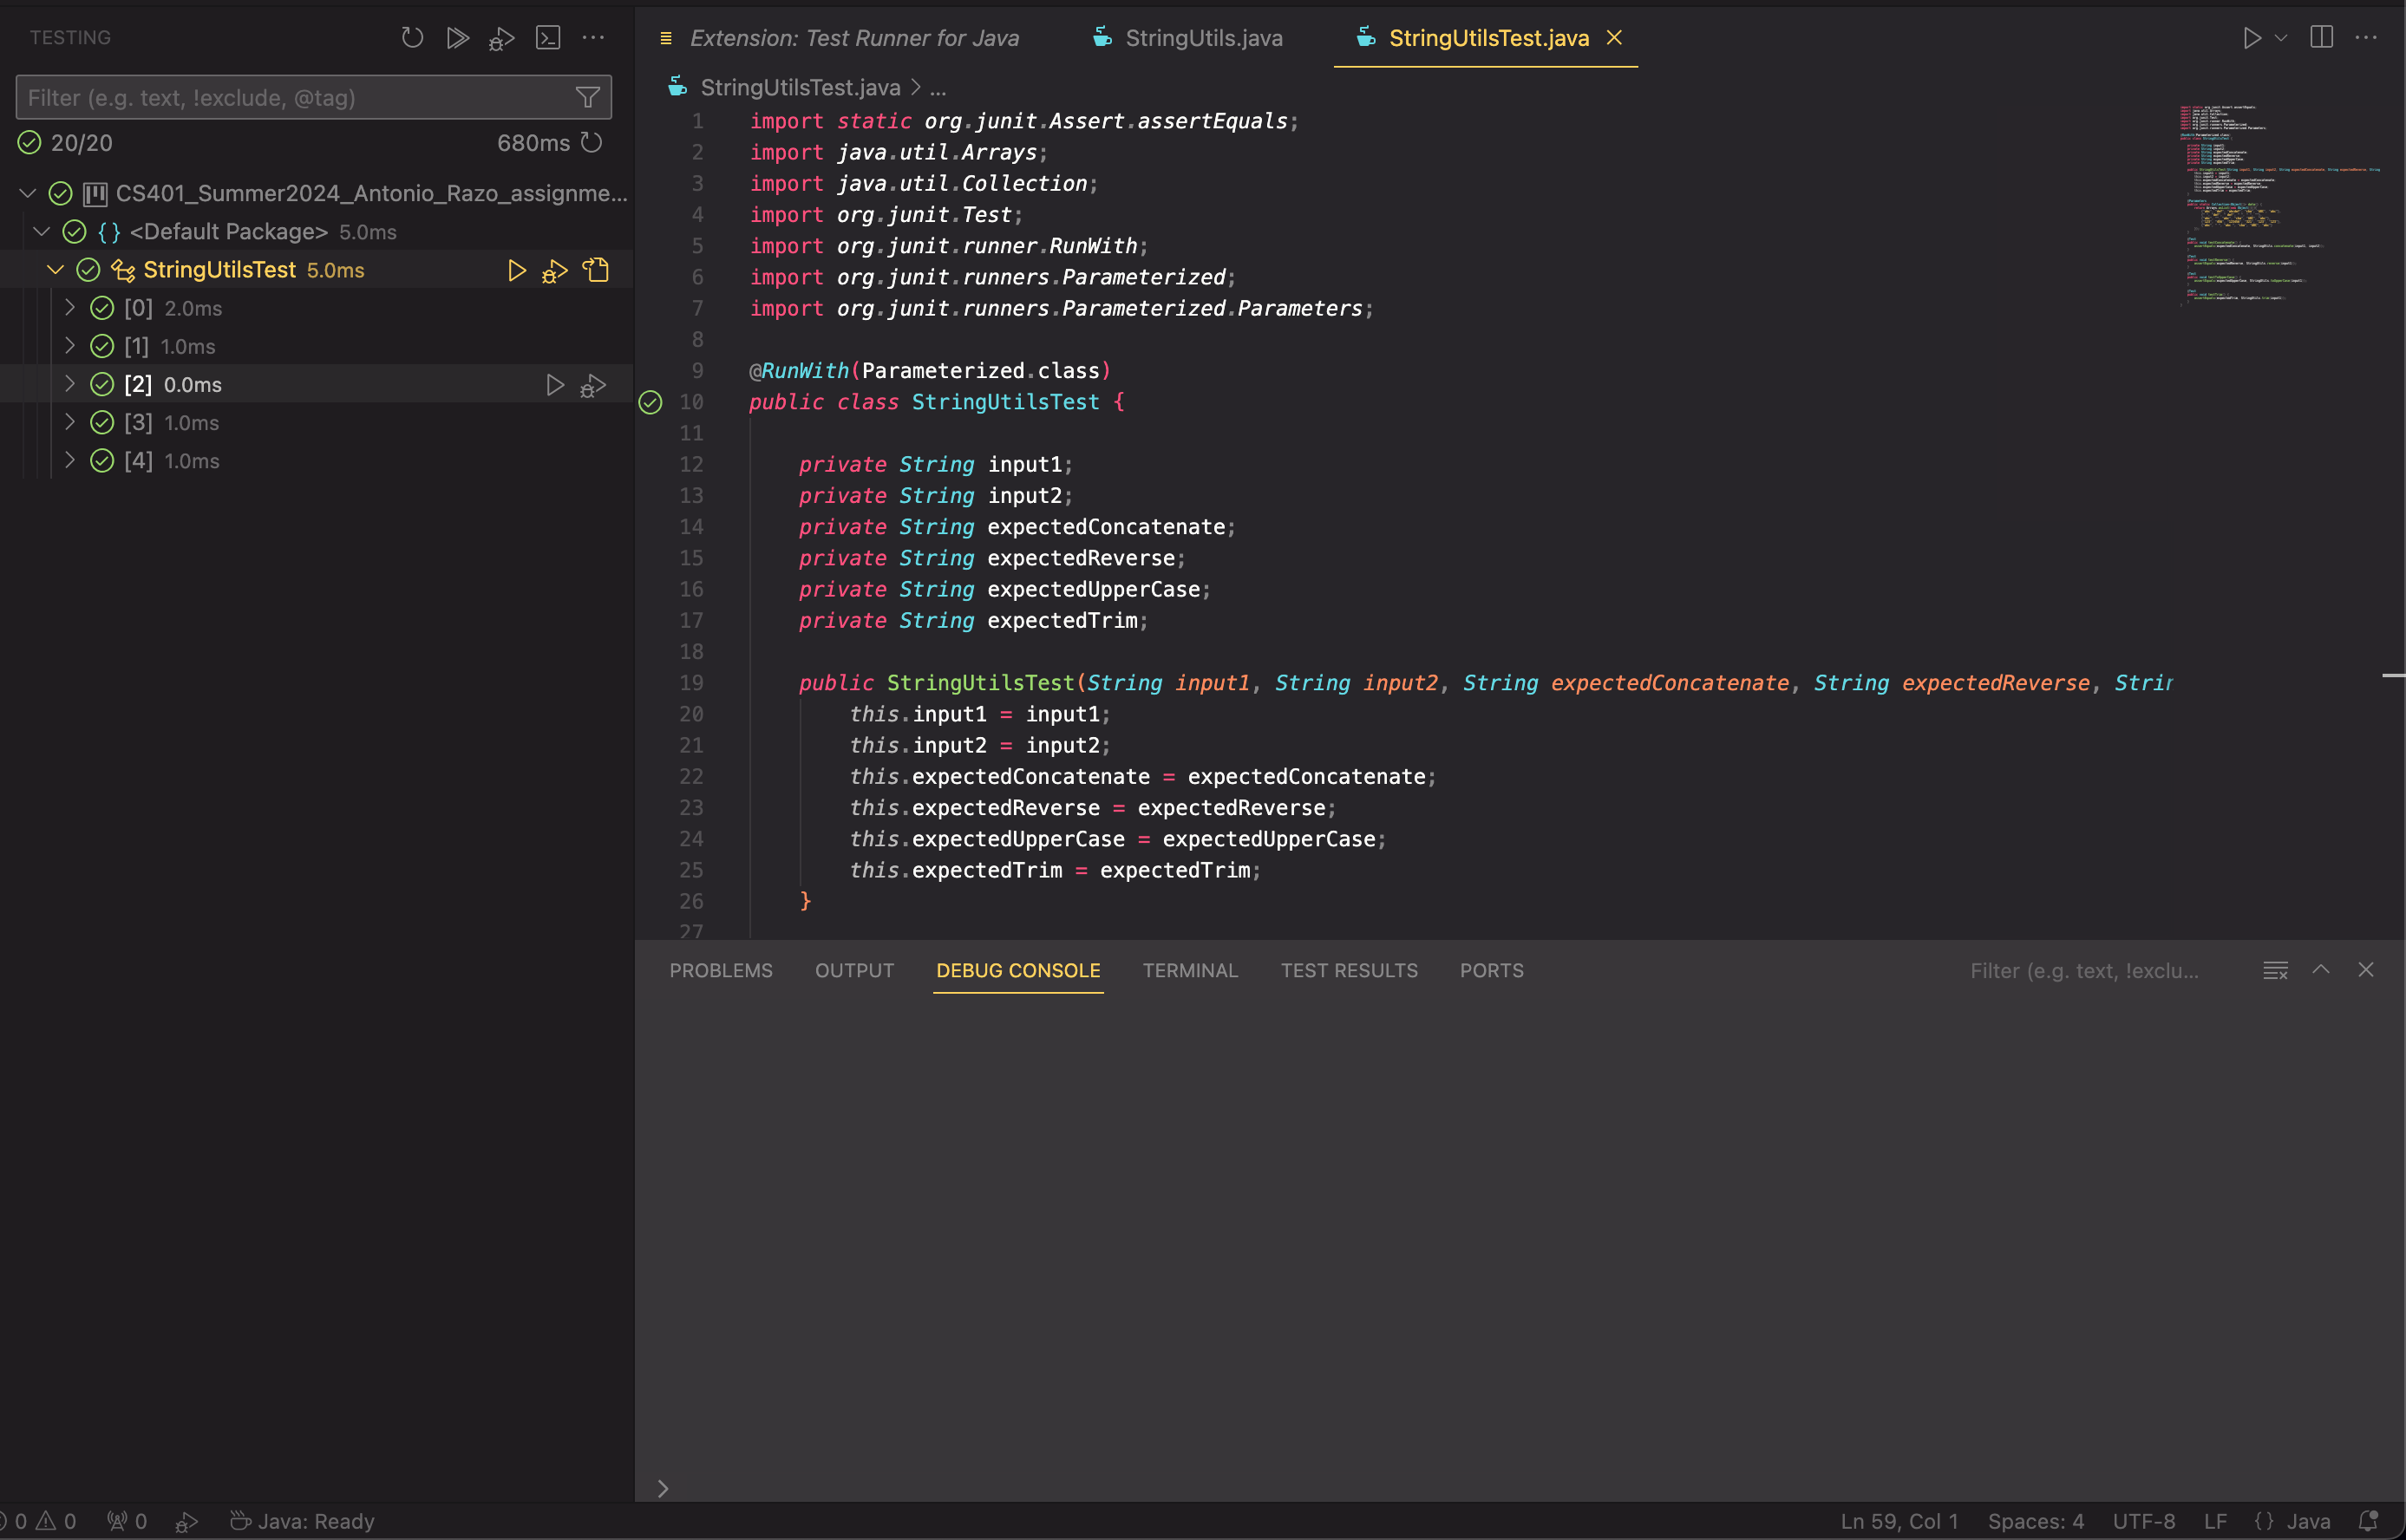 TESTING
Filter (e.g. text, !exclude, @tag)
20/20
680ms
CS401_Summer2024_Antonio_Razo_assignme...
<Default Package> 5.0ms
StringUtilsTest 5.0ms
[0] 2.0ms
[1] 1.0ms
[2] 0.0ms
[3] 1.0ms
[4] 1.0ms
Extension: Test Runner for Java
StringUtils.java
StringUtilsTest.java
StringUtilsTest.java > ...
1 import static org.junit.Assert.assertEquals;
2 import java.util.Arrays;
3 import java.util.Collection;
4 import org.junit.Test;
5 import org.junit.runner.RunWith;
6 import org.junit.runners.Parameterized;
7 import org.junit.runners.Parameterized.Parameters;
8
9 @RunWith(Parameterized.class)
10 public class StringUtilsTest {
11
12 private String input1;
13 private String input2;
14 private String expectedConcatenate;
15 private String expectedReverse;
16 private String expectedUpperCase;
17 private String expectedTrim;
18
19 public StringUtilsTest(String input1, String input2, String expectedConcatenate, String expectedReverse, Strin
20 this.input1 = input1;
21 this.input2 = input2;
22 this.expectedConcatenate = expectedConcatenate;
23 this.expectedReverse = expectedReverse;
24 this.expectedUpperCase = expectedUpperCase;
25 this.expectedTrim = expectedTrim;
26 }
27
PROBLEMS OUTPUT DEBUG CONSOLE TERMINAL TEST RESULTS PORTS
Filter (e.g. text, !exclu...
0 0 0 Java: Ready
Ln 59, Col 1 Spaces: 4 UTF-8 LF {} Java